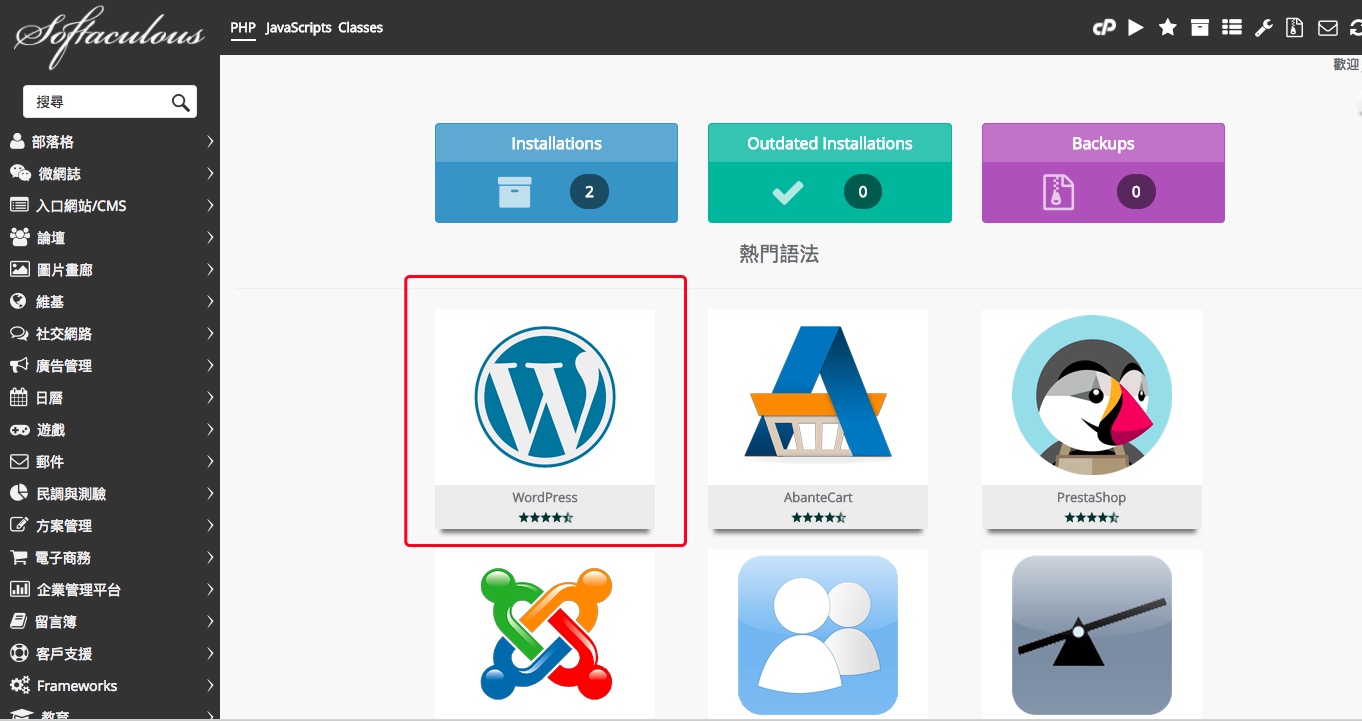 Softaculous
PHP JavaScripts Classes
cP
歡迎
搜尋
部落格
微網誌
入口網站/CMS
論壇
圖片畫廊
維基
社交網路
廣告管理
日曆
遊戲
郵件
民調與測驗
方案管理
電子商務
企業管理平台
留言簿
客戶支援
Frameworks
教育
Installations
2
Outdated Installations
0
Backups
0
熱門語法
W
WordPress
AbanteCart
PrestaShop